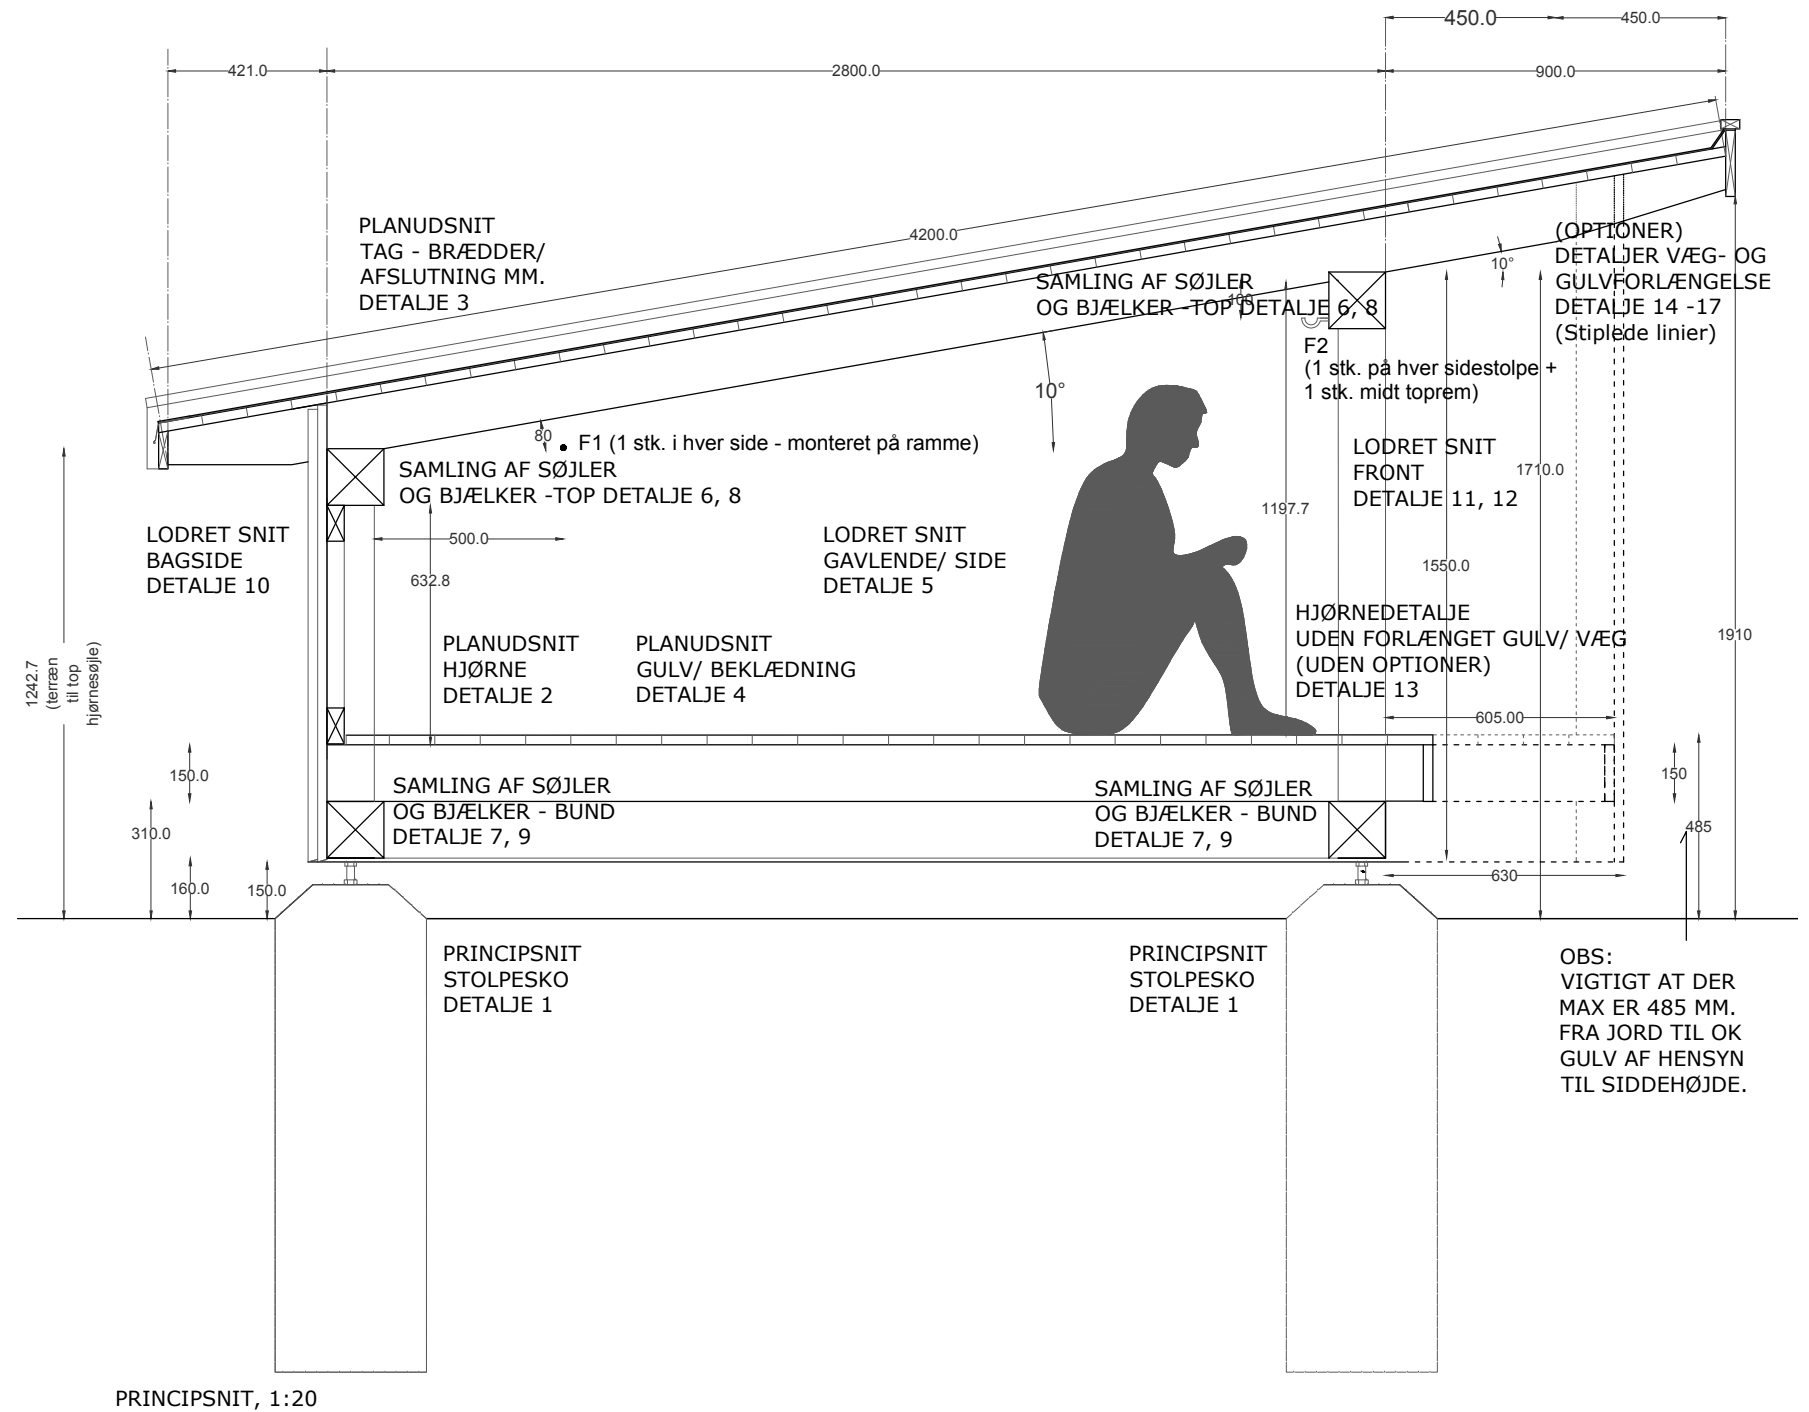 450.0
450.0
421.0
2800.0
900.0
4200.0
PLANUDSNIT
TAG - BRÆDDER/
AFSLUTNING MM.
DETALJE 3
SAMLING AF SØJLER
OG BJÆLKER -TOP DETALJE 6, 8
100
(OPTIONER)
DETALJER VÆG- OG
GULVFORLÆNGELSE
DETALJE 14 -17
(Stiplede linier)
10°
F2
(1 stk. på hver sidestolpe +
1 stk. midt toprem)
10°
80
F1 (1 stk. i hver side - monteret på ramme)
SAMLING AF SØJLER
OG BJÆLKER -TOP DETALJE 6, 8
LODRET SNIT
FRONT
DETALJE 11, 12
1710.0
1197.7
LODRET SNIT
BAGSIDE
DETALJE 10
500.0
632.8
LODRET SNIT
GAVLENDE/ SIDE
DETALJE 5
1550.0
HJØRNEDETALJE
UDEN FORLÆNGET GULV/ VÆG
(UDEN OPTIONER)
DETALJE 13
1910
1242.7
(terræn
til top
hjørnesøjle)
PLANUDSNIT
HJØRNE
DETALJE 2
PLANUDSNIT
GULV/ BEKLÆDNING
DETALJE 4
605.00
150.0
150
SAMLING AF SØJLER
OG BJÆLKER - BUND
DETALJE 7, 9
SAMLING AF SØJLER
OG BJÆLKER - BUND
DETALJE 7, 9
310.0
485
160.0
150.0
630
PRINCIPSNIT
STOLPESKO
DETALJE 1
PRINCIPSNIT
STOLPESKO
DETALJE 1
OBS:
VIGTIGT AT DER
MAX ER 485 MM.
FRA JORD TIL OK
GULV AF HENSYN
TIL SIDDEHØJDE.
PRINCIPSNIT, 1:20